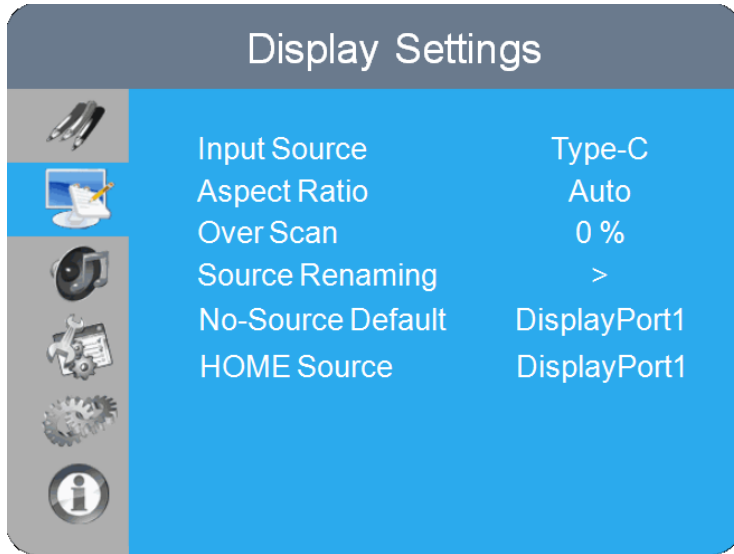 Display Settings
Input Source Type-C
Aspect Ratio Auto
Over Scan 0 %
Source Renaming >
No-Source Default DisplayPort1
HOME Source DisplayPort1